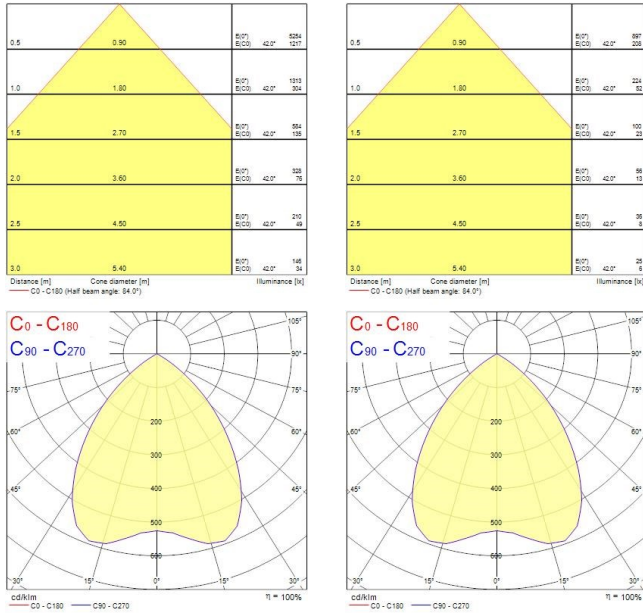 E(0°) 5254
0.5 0.90 E(C0) 42.0° 1217
E(0°) 1313
1.0 1.80 E(C0) 42.0° 304
E(0°) 584
1.5 2.70 E(C0) 42.0° 135
E(0°) 328
2.0 3.60 E(C0) 42.0° 76
E(0°) 210
2.5 4.50 E(C0) 42.0° 49
E(0°) 146
3.0 5.40 E(C0) 42.0° 34
Distance [m] Cone diameter [m] Illuminance [lx]
C0 - C180 (Half beam angle: 84.0°)
E(0°) 897
0.5 0.90 E(C0) 42.0° 208
E(0°) 224
1.0 1.80 E(C0) 42.0° 52
E(0°) 100
1.5 2.70 E(C0) 42.0° 23
E(0°) 56
2.0 3.60 E(C0) 42.0° 13
E(0°) 36
2.5 4.50 E(C0) 42.0° 8
E(0°) 25
3.0 5.40 E(C0) 42.0° 6
Distance [m] Cone diameter [m] Illuminance [lx]
C0 - C180 (Half beam angle: 84.0°)
C0 - C180
C90 - C270
105°
90°
75° 75°
200
60° 60°
300
45° 400 45°
500
600
30° 15° 0° 15° 30°
cd/klm η = 100%
C0 - C180 C90 - C270
C0 - C180
C90 - C270
105°
90°
75° 75°
200
60° 60°
300
45° 400 45°
500
600
30° 15° 0° 15° 30°
cd/klm η = 100%
C0 - C180 C90 - C270